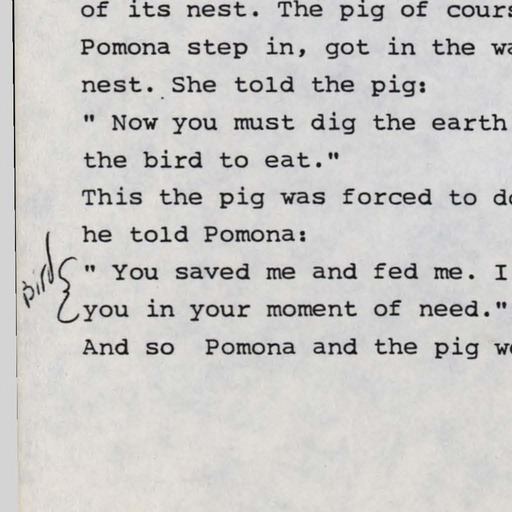 of its nest. The pig of cours
Pomona step in, got in the wa
nest. She told the pig:
" Now you must dig the earth
the bird to eat."
This the pig was forced to do
he told Pomona:
Bird
" You saved me and fed me. I
you in your moment of need."
And so  Pomona and the pig we